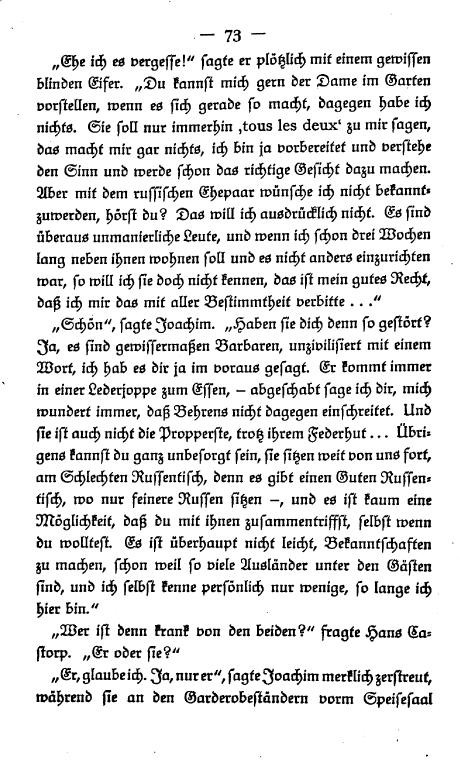 — 73 —
„Ehe ich es vergesse!“ sagte er plötzlich mit einem gewissen
blinden Eifer. „Du kannst mich gern der Dame im Garten
vorstellen, wenn es sich gerade so macht, dagegen habe ich
nichts. Sie soll nur immerhin ‚tous les deux‘ zu mir sagen,
das macht mir gar nichts, ich bin ja vorbereitet und verstehe
den Sinn und werde schon das richtige Gesicht dazu machen.
Aber mit dem russischen Ehepaar wünsche ich nicht bekannt-
zuwerden, hörst du? Das will ich ausdrücklich nicht. Es sind
überaus unmanierliche Leute, und wenn ich schon drei Wochen
lang neben ihnen wohnen soll und es nicht anders einzurichten
war, so will ich sie doch nicht kennen, das ist mein gutes Recht,
daß ich mir das mit aller Bestimmtheit verbitte . . .“
„Schön“, sagte Joachim. „Haben sie dich denn so gestört?
Ja, es sind gewissermaßen Barbaren, unzivilisiert mit einem
Wort, ich hab es dir ja im voraus gesagt. Er kommt immer
in einer Lederjoppe zum Essen, – abgeschabt sage ich dir, mich
wundert immer, daß Behrens nicht dagegen einschreitet. Und
sie ist auch nicht die Propperste, trotz ihrem Federhut . . . Übri-
gens kannst du ganz unbesorgt sein, sie sitzen weit von uns fort,
am Schlechten Russentisch, denn es gibt einen Guten Russen-
tisch, wo nur feinere Russen sitzen –, und es ist kaum eine
Möglichkeit, daß du mit ihnen zusammentriffst, selbst wenn
du wolltest. Es ist überhaupt nicht leicht, Bekanntschaften
zu machen, schon weil so viele Ausländer unter den Gästen
sind, und ich selbst kenne persönlich nur wenige, so lange ich
hier bin.“
„Wer ist denn krank von den beiden?“ fragte Hans Ca-
storp. „Er oder sie?“
„Er, glaube ich. Ja, nur er“, sagte Joachim merklich zerstreut,
während sie an den Garderobeständern vorm Speisesaal